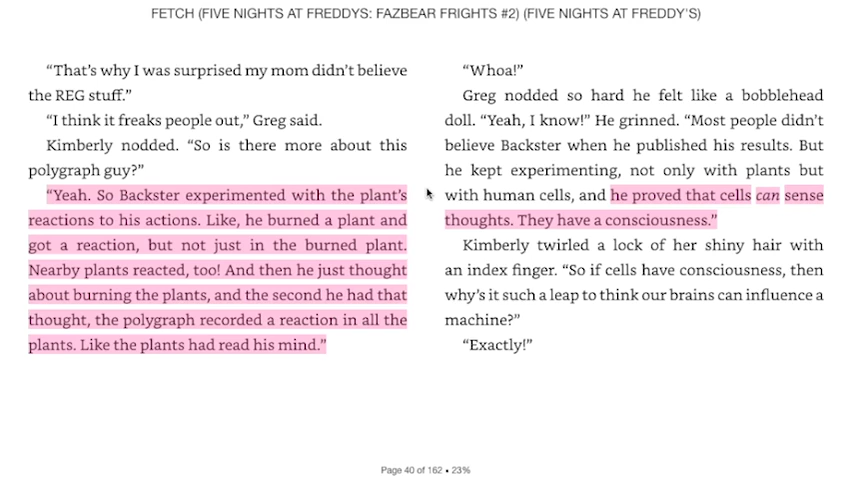 FETCH (FIVE NIGHTS AT FREDDYS: FAZBEAR FRIGHTS #2) (FIVE NIGHTS AT FREDDY'S)
“That’s why I was surprised my mom didn’t believe
the REG stuff.”
“I think it freaks people out,” Greg said.
Kimberly nodded. “So is there more about this
polygraph guy?”
“Yeah. So Backster experimented with the plant’s
reactions to his actions. Like, he burned a plant and
got a reaction, but not just in the burned plant.
Nearby plants reacted, too! And then he just thought
about burning the plants, and the second he had that
thought, the polygraph recorded a reaction in all the
plants. Like the plants had read his mind.”
“Whoa!”
Greg nodded so hard he felt like a bobblehead
doll. “Yeah, I know!” He grinned. “Most people didn’t
believe Backster when he published his results. But
he kept experimenting, not only with plants but
with human cells, and he proved that cells can sense
thoughts. They have a consciousness.”
Kimberly twirled a lock of her shiny hair with
an index finger. “So if cells have consciousness, then
why’s it such a leap to think our brains can influence a
machine?”
“Exactly!”
Page 40 of 162 • 23%